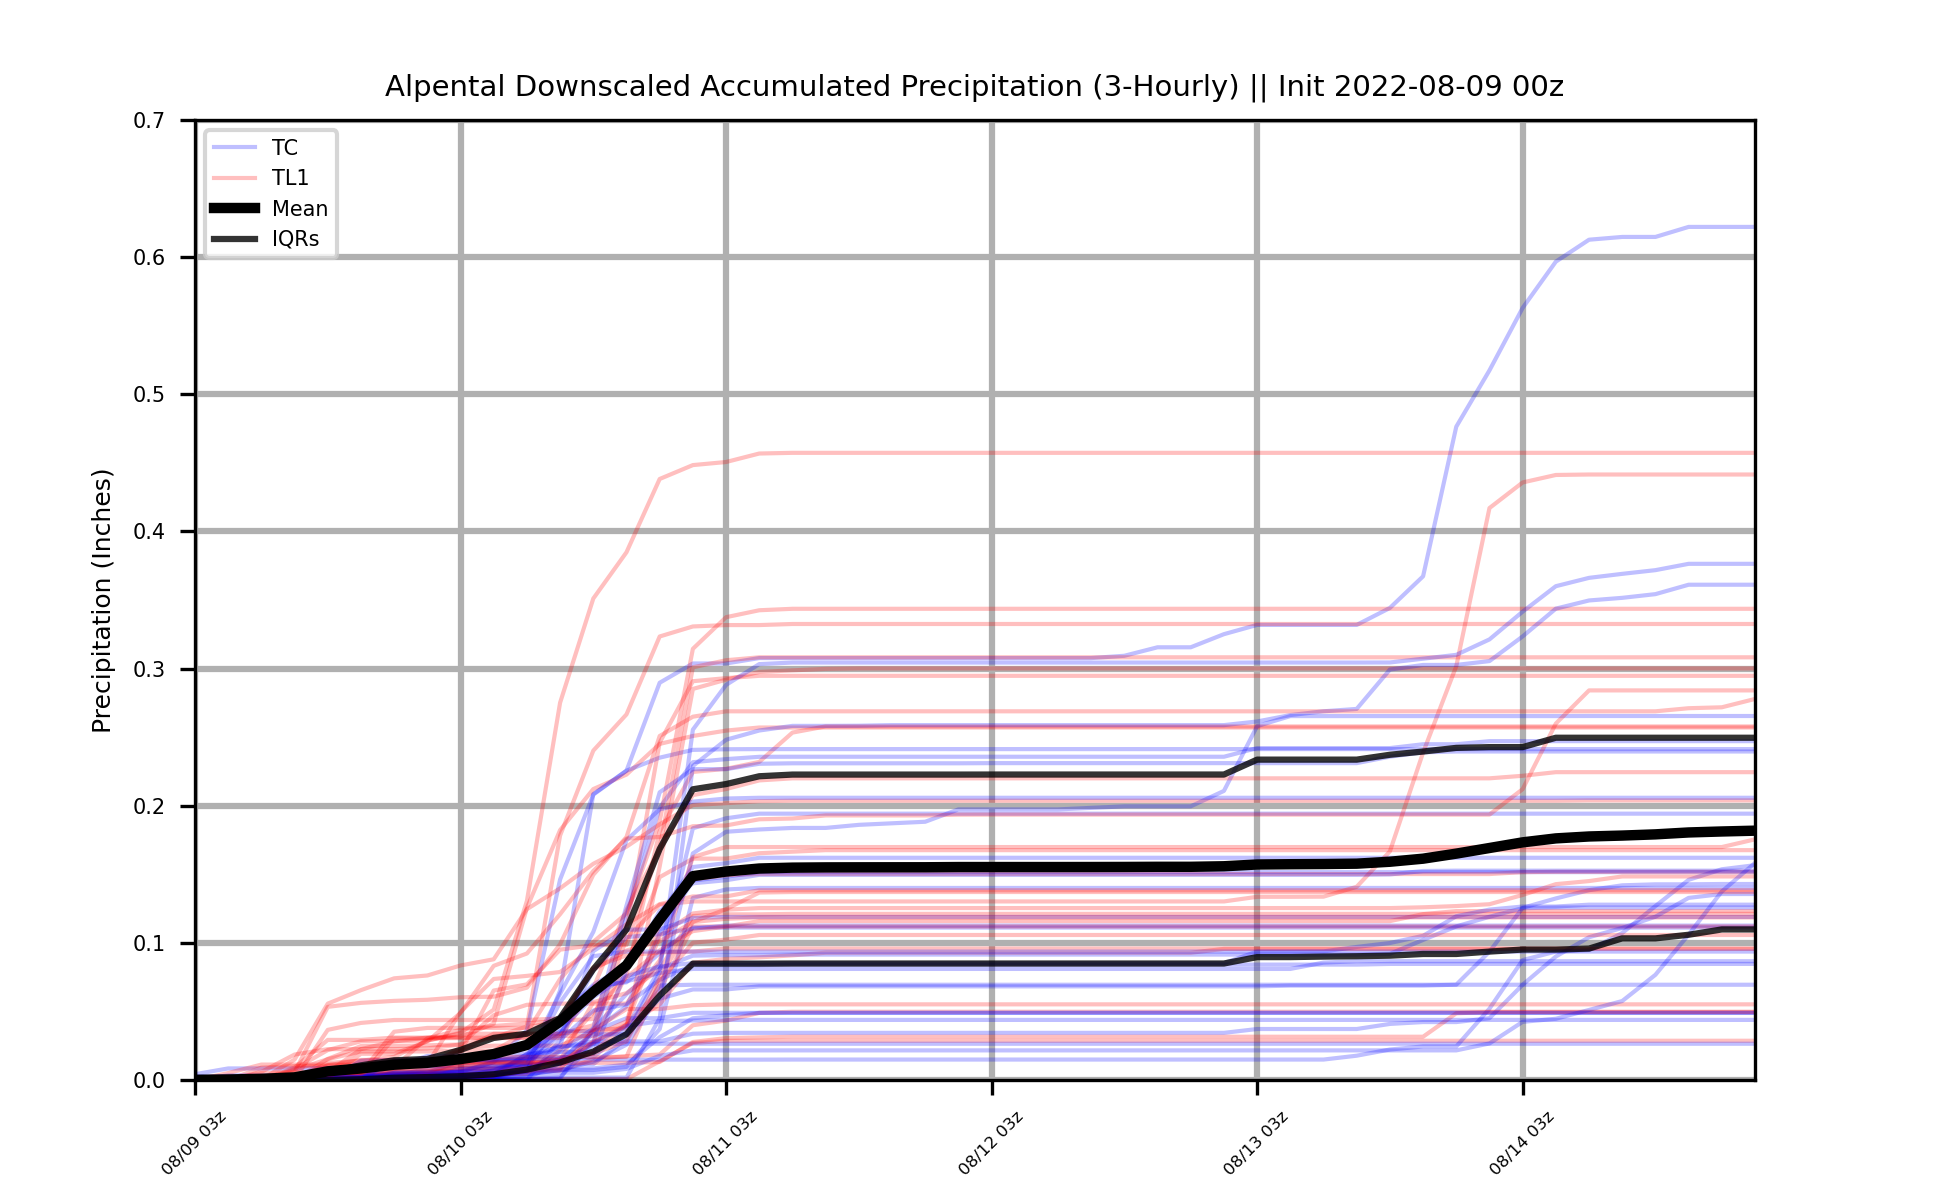 Alpental Downscaled Accumulated Precipitation (3-Hourly) || Init 2022-08-09 00z
TC
TL1
Mean
IQRs
Precipitation (Inches)
0.7
0.6
0.5
0.4
0.3
0.2
0.1
0.0
08/09 03z
08/10 03z
08/11 03z
08/12 03z
08/13 03z
08/14 03z